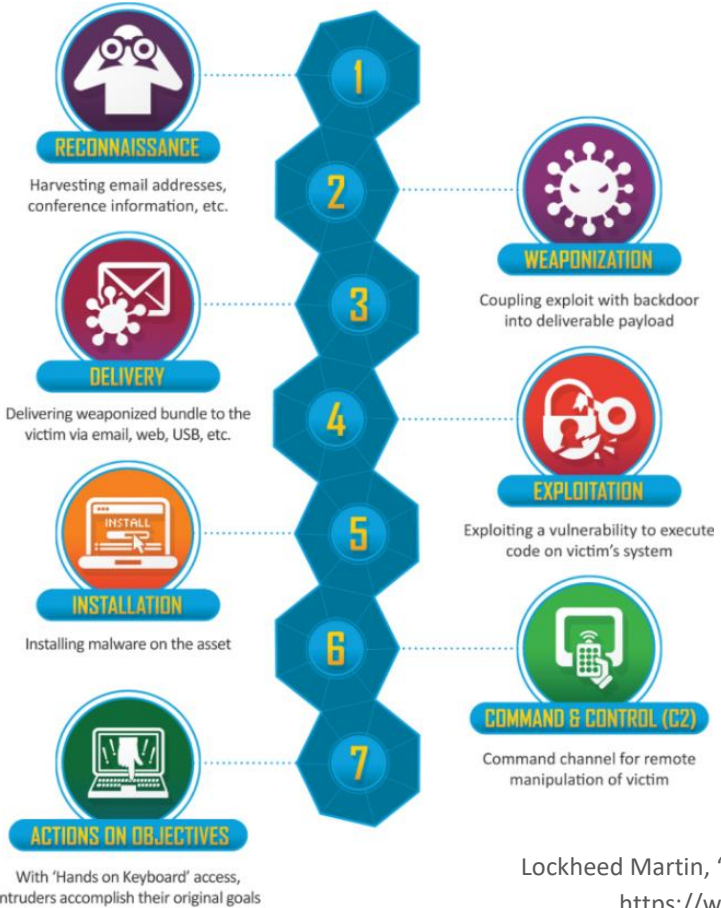 1
RECONNAISSANCE
Harvesting email addresses,
conference information, etc.
2
WEAPONIZATION
Coupling exploit with backdoor
into deliverable payload
3
DELIVERY
Delivering weaponized bundle to the
victim via email, web, USB, etc.
4
EXPLOITATION
Exploiting a vulnerability to execute
code on victim's system
5
INSTALL
INSTALLATION
Installing malware on the asset
6
COMMAND & CONTROL (C2)
Command channel for remote
manipulation of victim
7
ACTIONS ON OBJECTIVES
With 'Hands on Keyboard' access,
intruders accomplish their original goals
Lockheed Martin, “
https://w